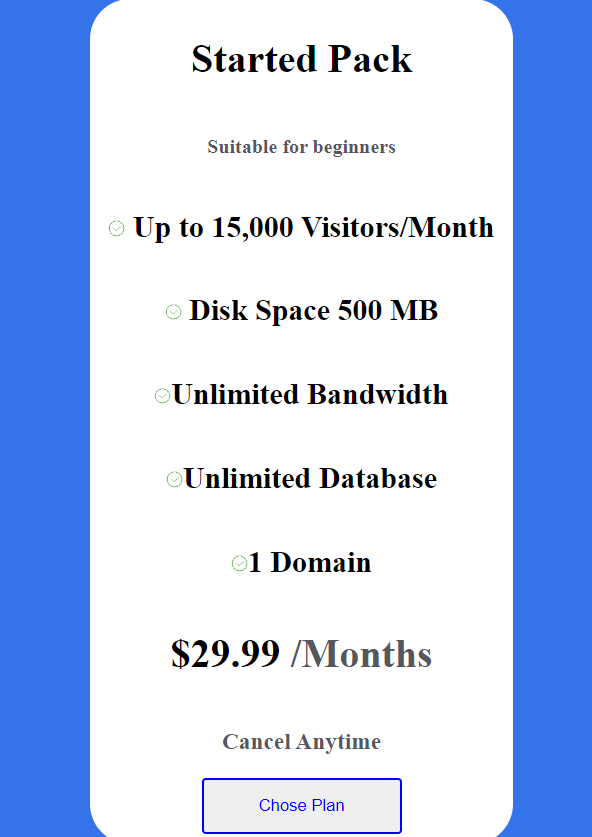 Started Pack
Suitable for beginners
Up to 15,000 Visitors/Month
Disk Space 500 MB
Unlimited Bandwidth
Unlimited Database
1 Domain
$29.99 /Months
Cancel Anytime
Chose Plan